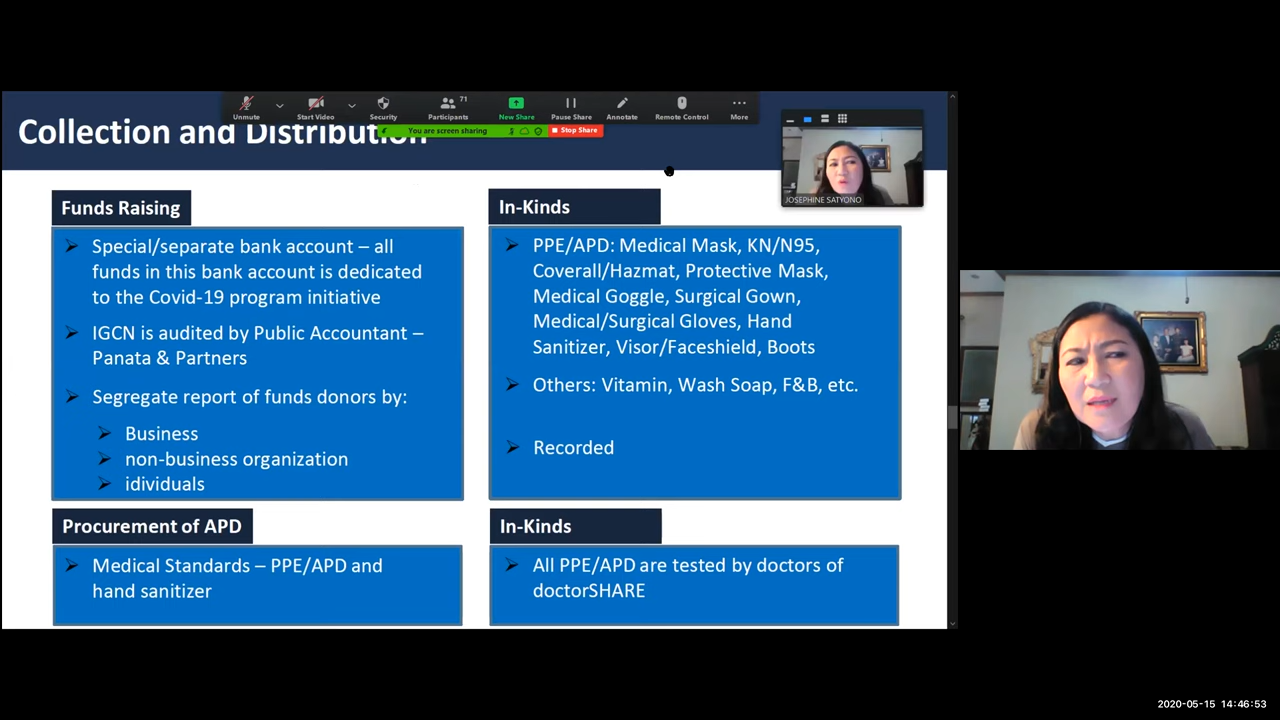 71
Unmute
Start Video
Security
Participants
New Share
Pause Share
Annotate
Remote Control
More
You are screen sharing
Stop Share
Collection and Distribution
JOSEPHINE SATYONO
Funds Raising
Special/separate bank account – all
funds in this bank account is dedicated
to the Covid-19 program initiative
IGCN is audited by Public Accountant –
Panata & Partners
Segregate report of funds donors by:
Business
non-business organization
idividuals
In-Kinds
PPE/APD: Medical Mask, KN/N95,
Coverall/Hazmat, Protective Mask,
Medical Goggle, Surgical Gown,
Medical/Surgical Gloves, Hand
Sanitizer, Visor/Faceshield, Boots
Others: Vitamin, Wash Soap, F&B, etc.
Recorded
Procurement of APD
Medical Standards – PPE/APD and
hand sanitizer
In-Kinds
All PPE/APD are tested by doctors of
doctorSHARE
2020-05-15 14:46:53